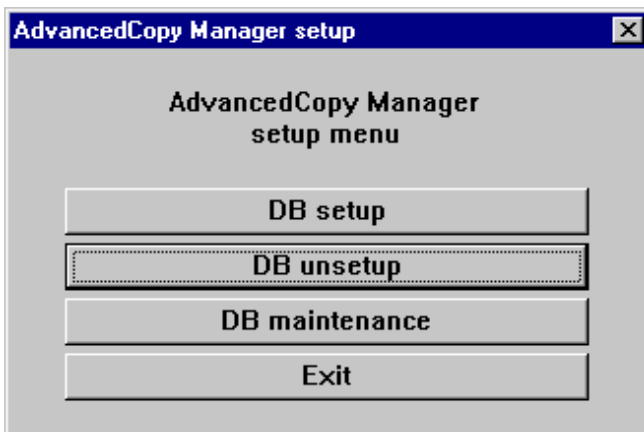 AdvancedCopy Manager setup
AdvancedCopy Manager
setup menu
DB setup
DB unsetup
DB maintenance
Exit